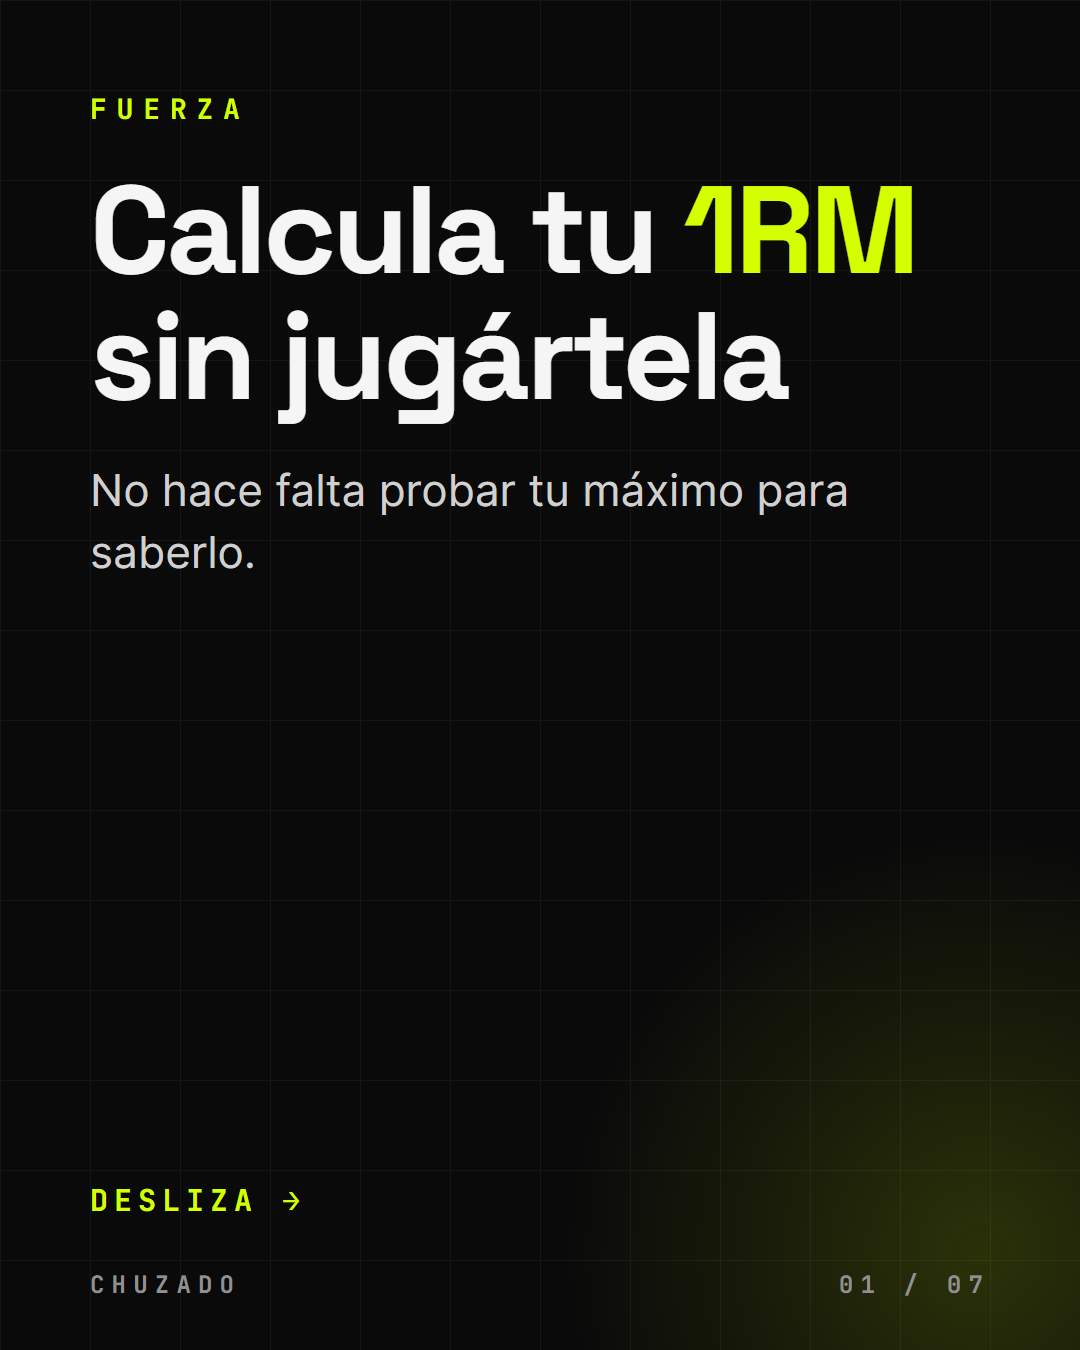 FUERZA
Calcula tu 1RM
sin jugártela
No hace falta probar tu máximo para
saberlo.
DESLIZA →
CHUZADO
01 / 07